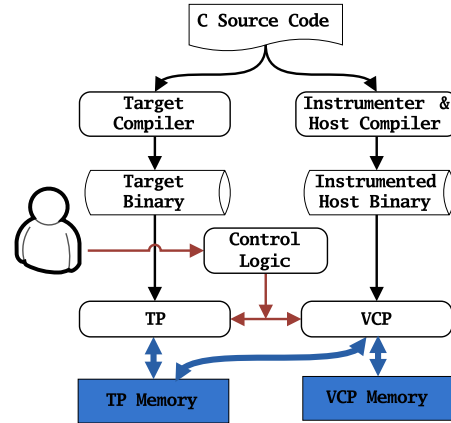 C Source Code
Target
Compiler
Instrumenter &
Host Compiler
Target
Binary
Instrumented
Host Binary
Control
Logic
TP
VCP
TP Memory
VCP Memory